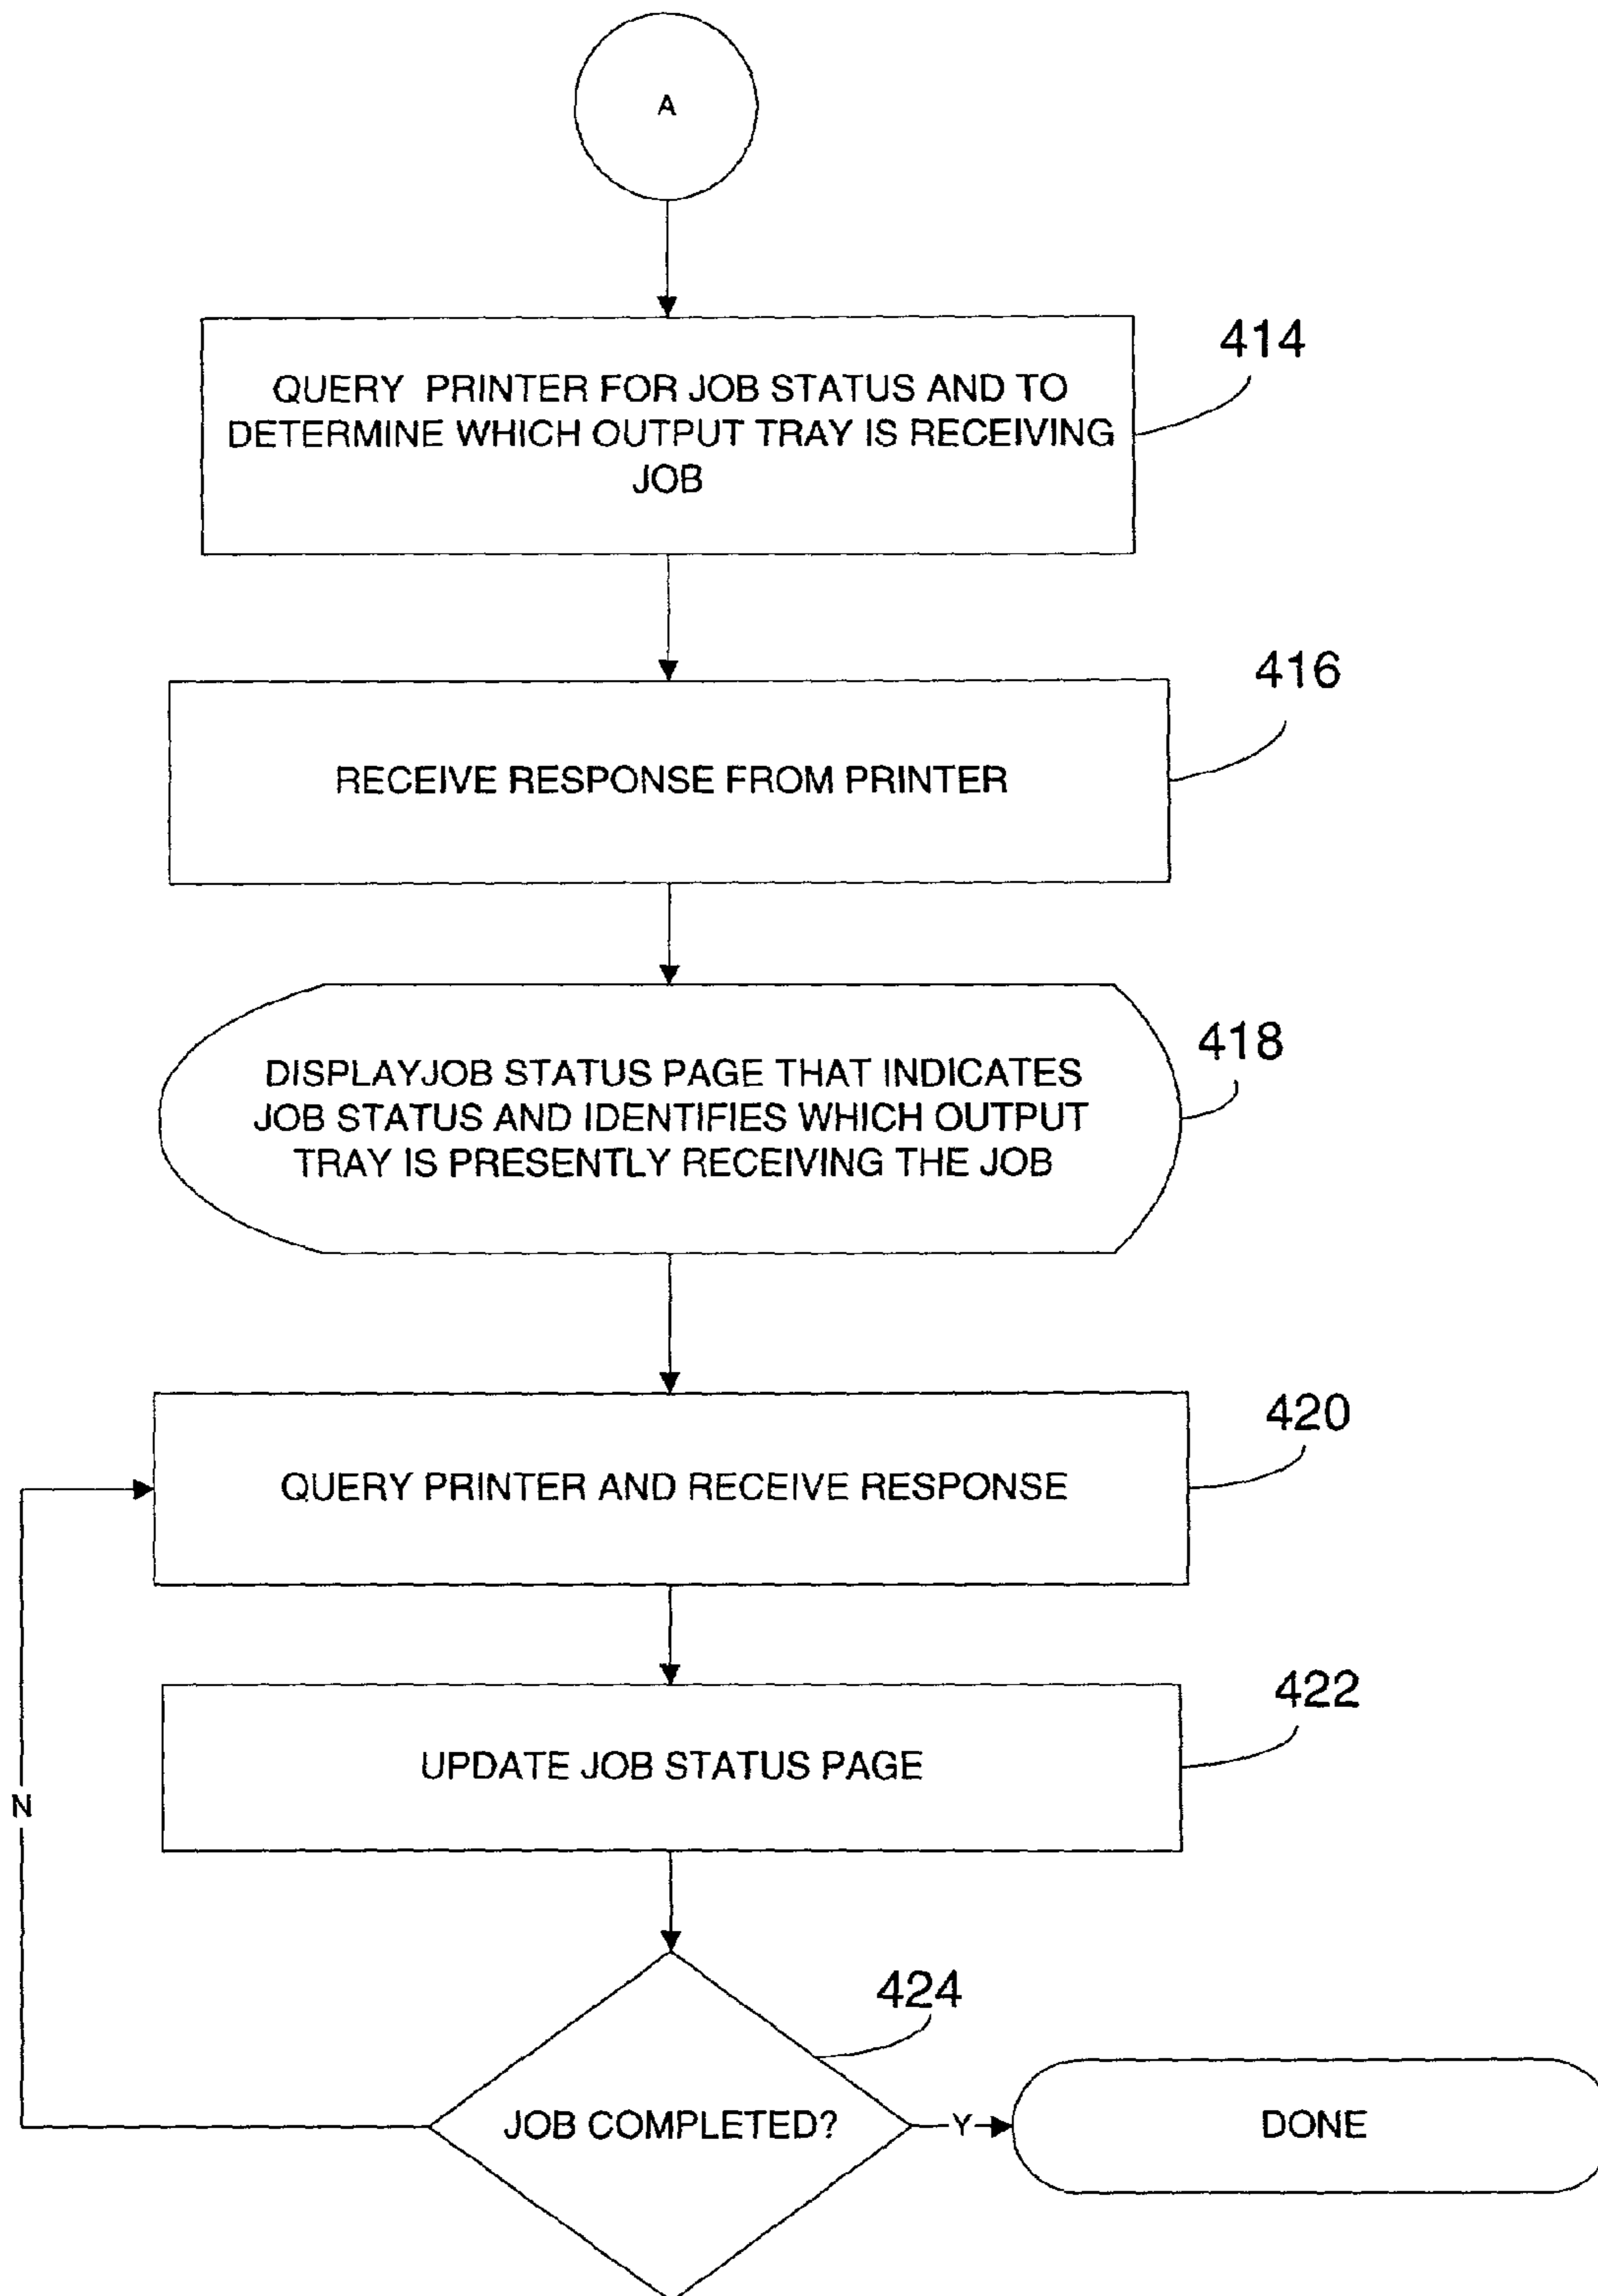 A
414
QUERY PRINTER FOR JOB STATUS AND TO
DETERMINE WHICH OUTPUT TRAY IS RECEIVING
JOB
416
RECEIVE RESPONSE FROM PRINTER
418
DISPLAYJOB STATUS PAGE THAT INDICATES
JOB STATUS AND IDENTIFIES WHICH OUTPUT
TRAY IS PRESENTLY RECEIVING THE JOB
420
QUERY PRINTER AND RECEIVE RESPONSE
422
UPDATE JOB STATUS PAGE
N
424
JOB COMPLETED?
Y
DONE